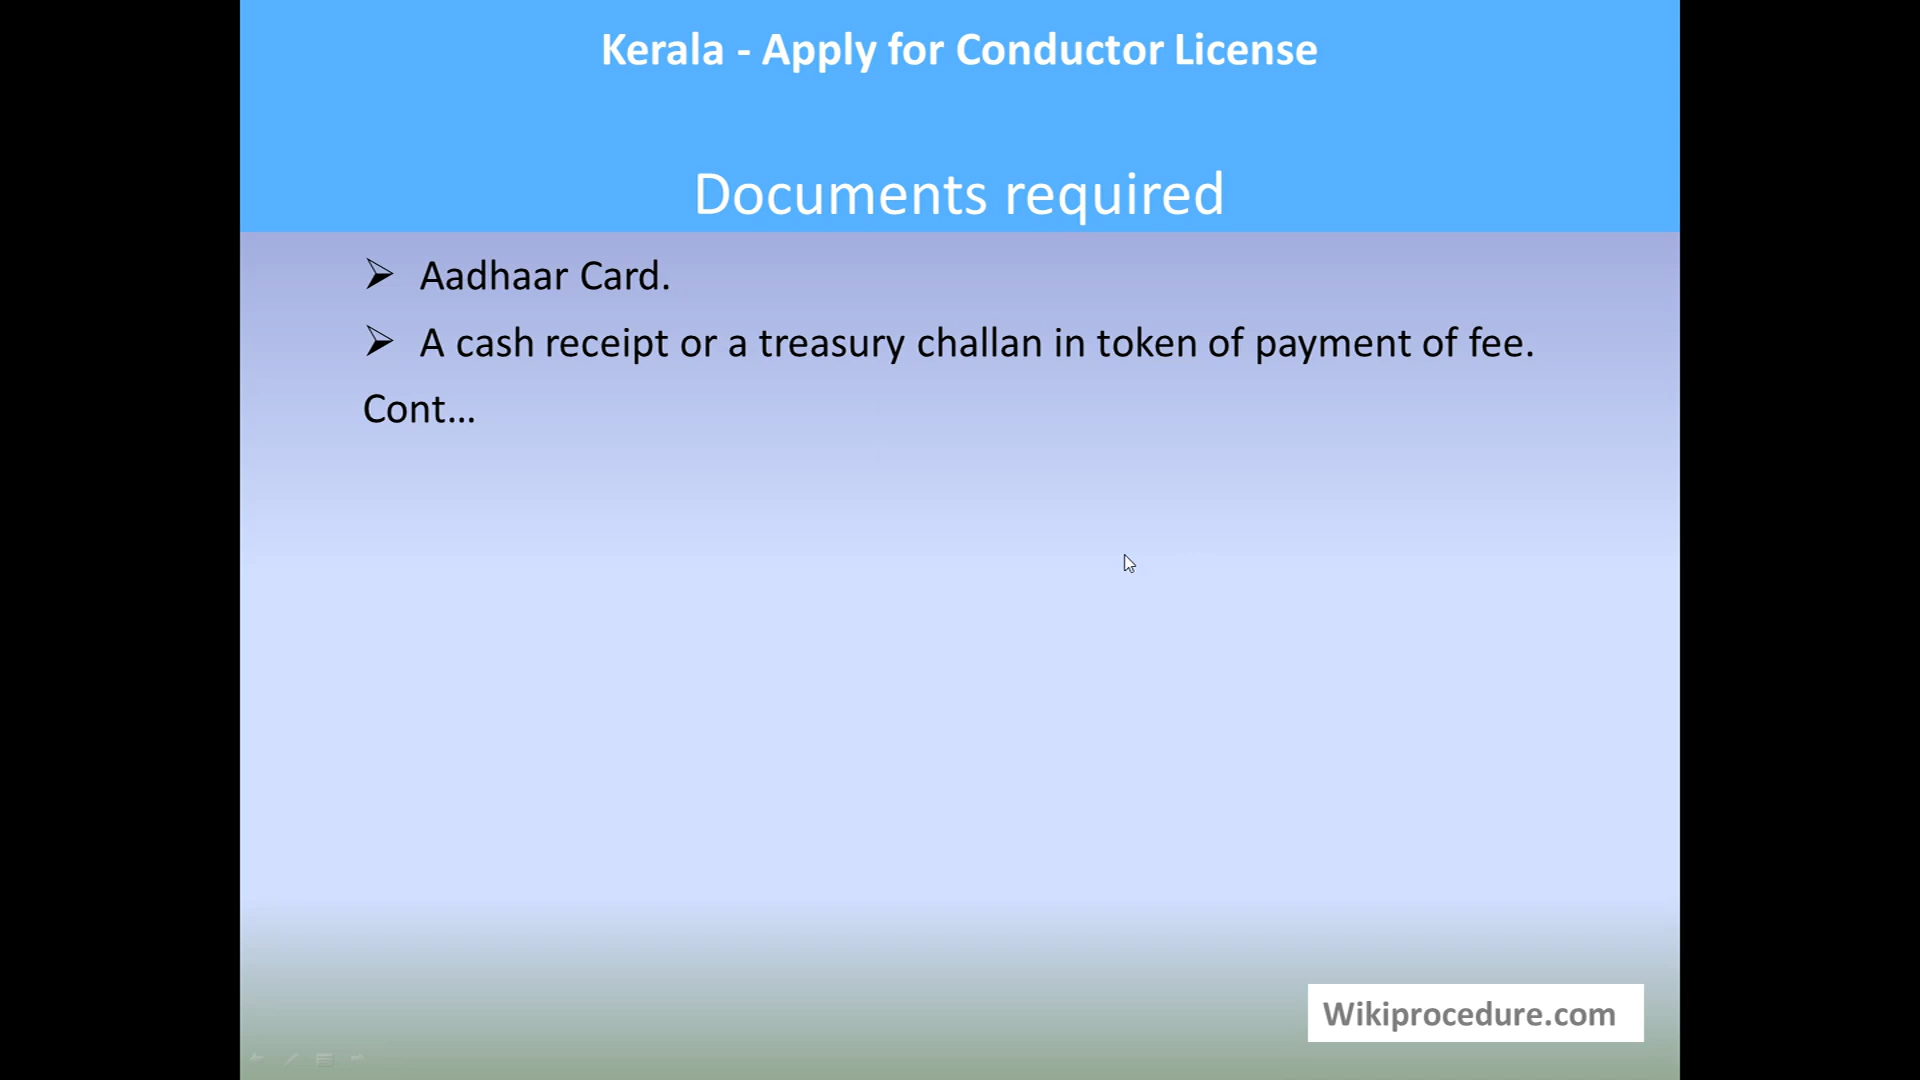 Kerala - Apply for Conductor License
Documents required
➢ Aadhaar Card.
➢ A cash receipt or a treasury challan in token of payment of fee.
Cont...
Wikiprocedure.com